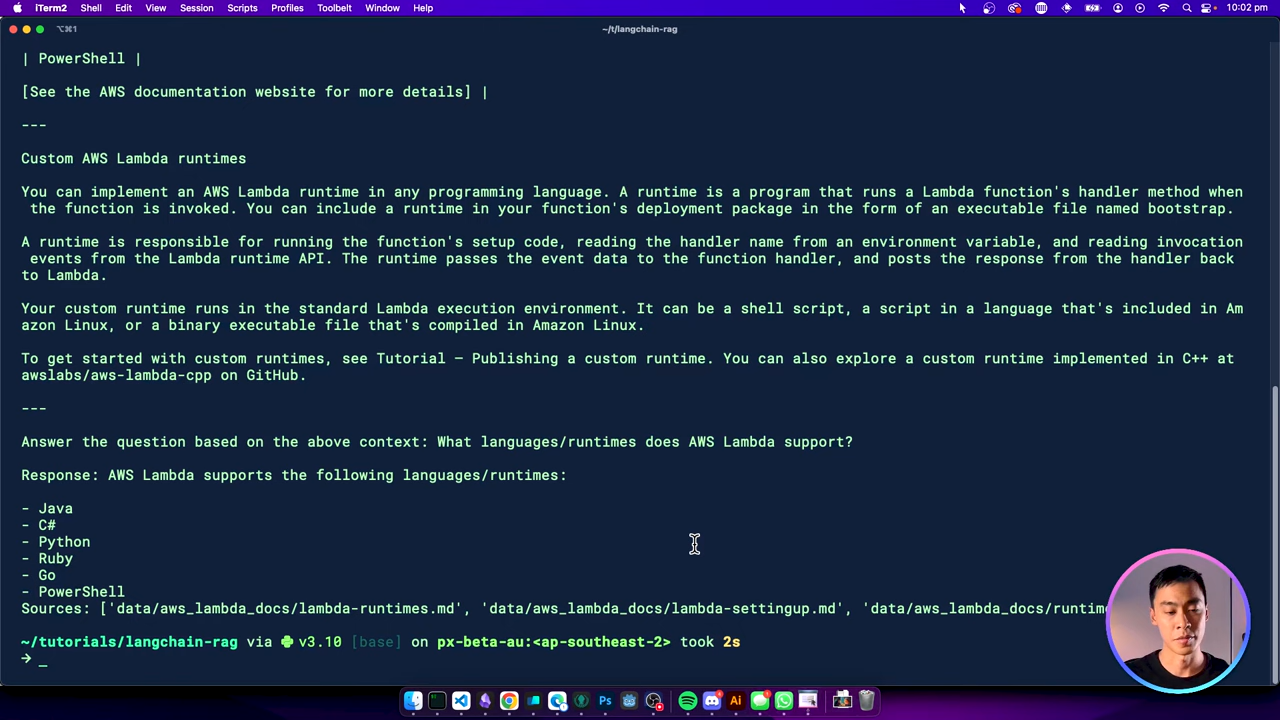 iTerm2 Shell Edit View Session Scripts Profiles Toolbelt Window Help 10:02 pm
⌥⌘1 ~/t/langchain-rag
| PowerShell |
[See the AWS documentation website for more details] |
---
Custom AWS Lambda runtimes
You can implement an AWS Lambda runtime in any programming language. A runtime is a program that runs a Lambda function's handler method when
the function is invoked. You can include a runtime in your function's deployment package in the form of an executable file named bootstrap.
A runtime is responsible for running the function's setup code, reading the handler name from an environment variable, and reading invocation
events from the Lambda runtime API. The runtime passes the event data to the function handler, and posts the response from the handler back
to Lambda.
Your custom runtime runs in the standard Lambda execution environment. It can be a shell script, a script in a language that's included in Am
azon Linux, or a binary executable file that's compiled in Amazon Linux.
To get started with custom runtimes, see Tutorial – Publishing a custom runtime. You can also explore a custom runtime implemented in C++ at
awslabs/aws-lambda-cpp on GitHub.
---
Answer the question based on the above context: What languages/runtimes does AWS Lambda support?
Response: AWS Lambda supports the following languages/runtimes:
- Java
- C#
- Python
- Ruby
- Go
- PowerShell
Sources: ['data/aws_lambda_docs/lambda-runtimes.md', 'data/aws_lambda_docs/lambda-settingup.md', 'data/aws_lambda_docs/runtime
~/tutorials/langchain-rag via v3.10 [base] on px-beta-au:<ap-southeast-2> took 2s
→ _
Ps Ai